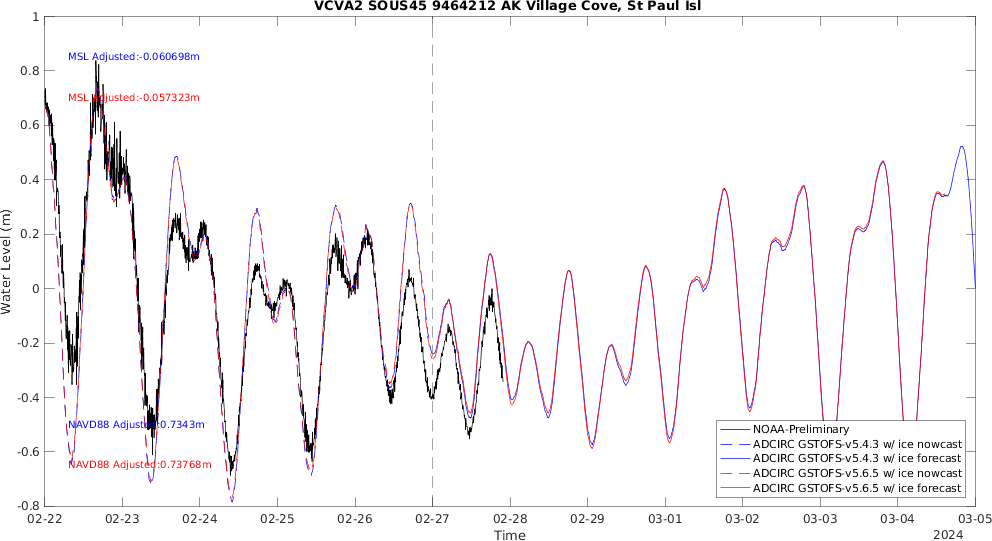 VCVA2 SOUS45 9464212 AK Village Cove, St Paul Isl
1
0.8
0.6
0.4
0.2
0
-0.2
-0.4
-0.6
-0.8
Water Level (m)
MSL Adjusted:-0.060698m
MSL Adjusted:-0.057323m
NAVD88 Adjusted:0.7343m
NAVD88 Adjusted:0.73768m
NOAA-Preliminary
ADCIRC GSTOFS-v5.4.3 w/ ice nowcast
ADCIRC GSTOFS-v5.4.3 w/ ice forecast
ADCIRC GSTOFS-v5.6.5 w/ ice nowcast
ADCIRC GSTOFS-v5.6.5 w/ ice forecast
02-22 02-23 02-24 02-25 02-26 02-27 02-28 02-29 03-01 03-02 03-03 03-04 03-05
Time
2024